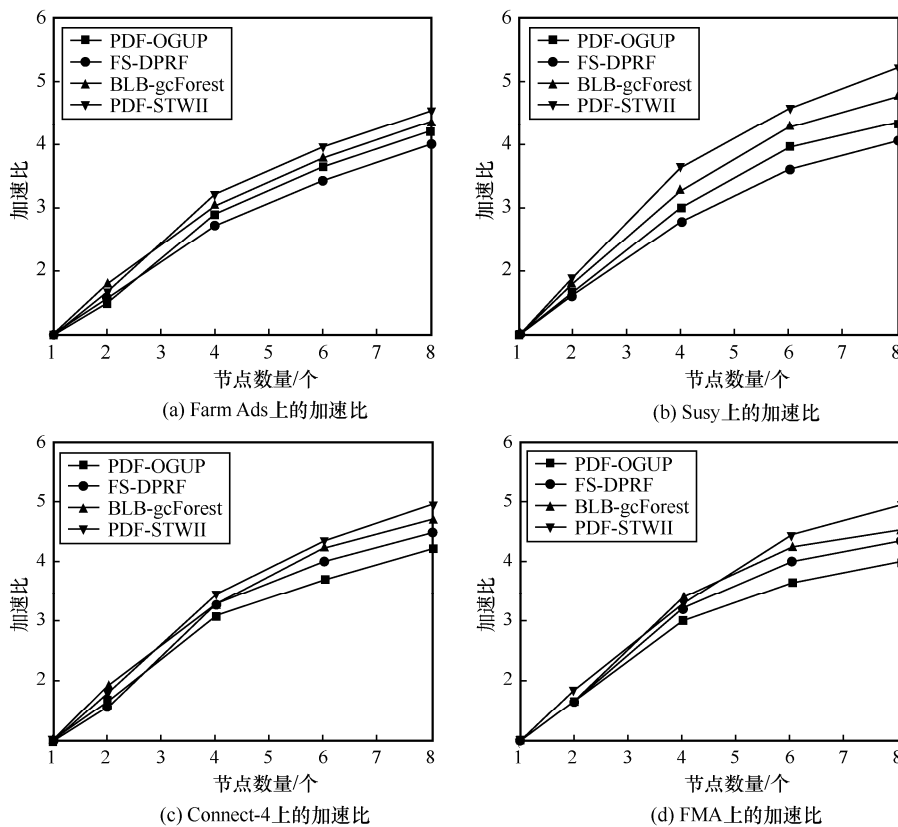 6
5
4
3
2
加速比
PDF-OGUP
FS-DPRF
BLB-gcForest
PDF-STWII
1 2 3 4 5 6 7 8
节点数量/个
(a) Farm Ads上的加速比
6
5
4
3
2
加速比
PDF-OGUP
FS-DPRF
BLB-gcForest
PDF-STWII
1 2 3 4 5 6 7 8
节点数量/个
(b) Susy上的加速比
6
5
4
3
2
加速比
PDF-OGUP
FS-DPRF
BLB-gcForest
PDF-STWII
1 2 3 4 5 6 7 8
节点数量/个
(c) Connect-4上的加速比
6
5
4
3
2
加速比
PDF-OGUP
FS-DPRF
BLB-gcForest
PDF-STWII
1 2 3 4 5 6 7 8
节点数量/个
(d) FMA上的加速比